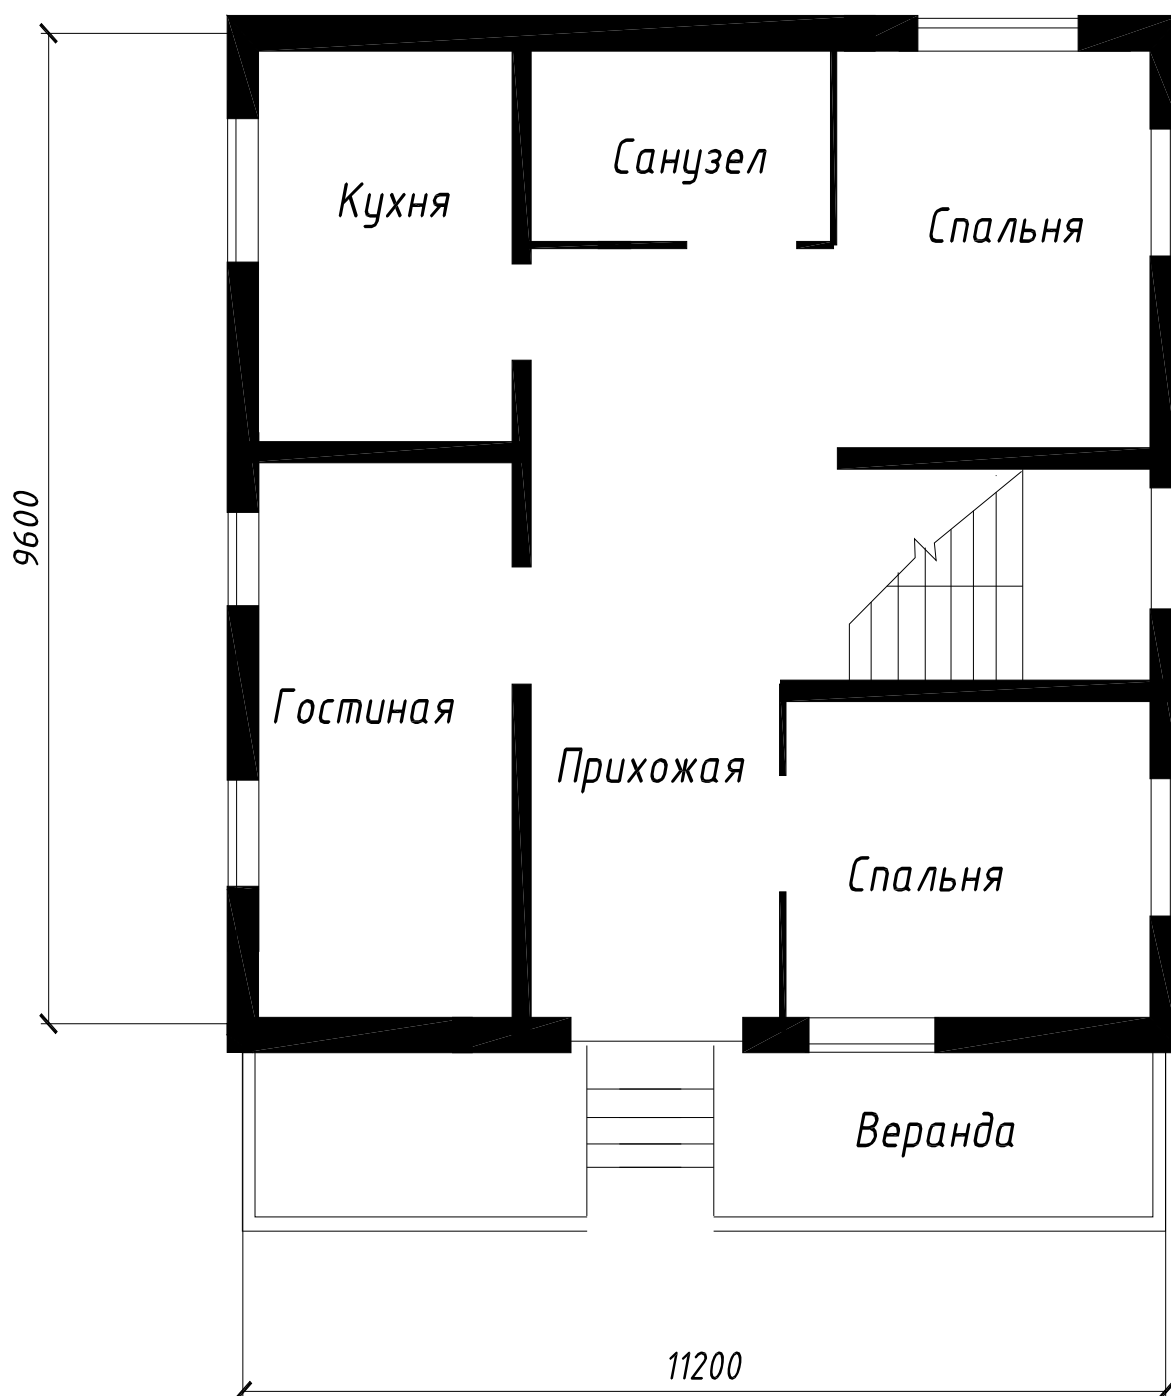 Санузел
Кухня
Спальня
9600
Гостиная
Прихожая
Спальня
Веранда
11200